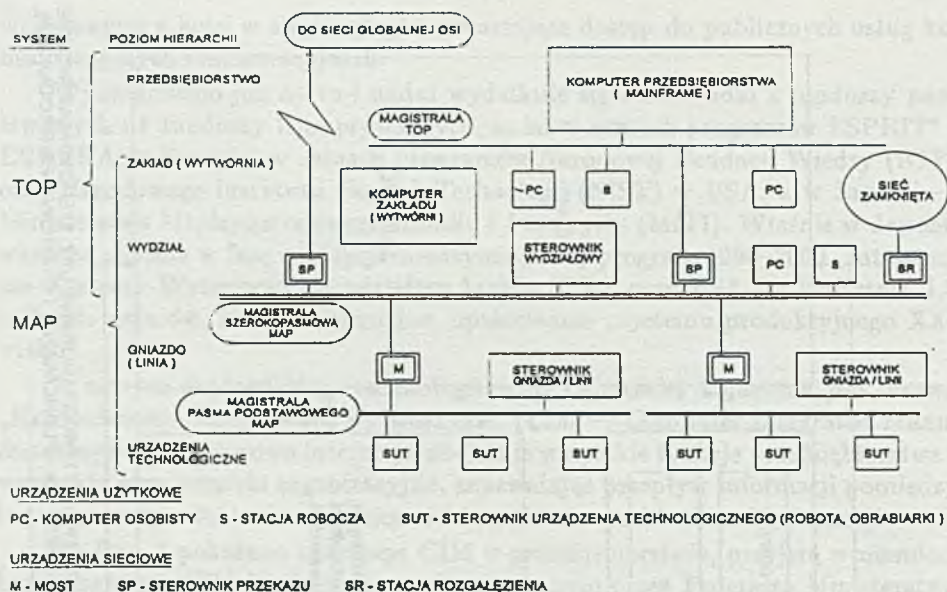 SYSTEM
POZIOM HIERARCHII
DO SIECI GLOBALNEJ OSI
PRZEDSIĘBIORSTWO
KOMPUTER PRZEDSIĘBIORSTWA
( MAINFRAME )
MAGISTRALA
TOP
TOP
ZAKŁAD ( WYTWÓRNIA )
KOMPUTER
ZAKŁADU
( WYTWÓRNI )
PC
S
PC
SIEĆ
ZAMKNIĘTA
WYDZIAŁ
SP
STEROWNIK
WYDZIAŁOWY
SP
PC
S
SR
MAP
MAGISTRALA
SZEROKOPASMOWA
MAP
GNIAZDO
( LINIA )
M
STEROWNIK
GNIAZDA / LINII
M
STEROWNIK
GNIAZDA / LINII
MAGISTRALA
PASMA PODSTAWOWEGO
MAP
URZĄDZENIA
TECHNOLOGICZNE
SUT
SUT
SUT
SUT
SUT
SUT
URZĄDZENIA UŻYTKOWE
PC - KOMPUTER OSOBISTY S - STACJA ROBOCZA SUT - STEROWNIK URZĄDZENIA TECHNOLOGICZNEGO (ROBOTA, OBRABIARKI )
URZĄDZENIA SIECIOWE
M - MOST SP - STEROWNIK PRZEKAZU SR - STACJA ROZGAŁĘZIENIA